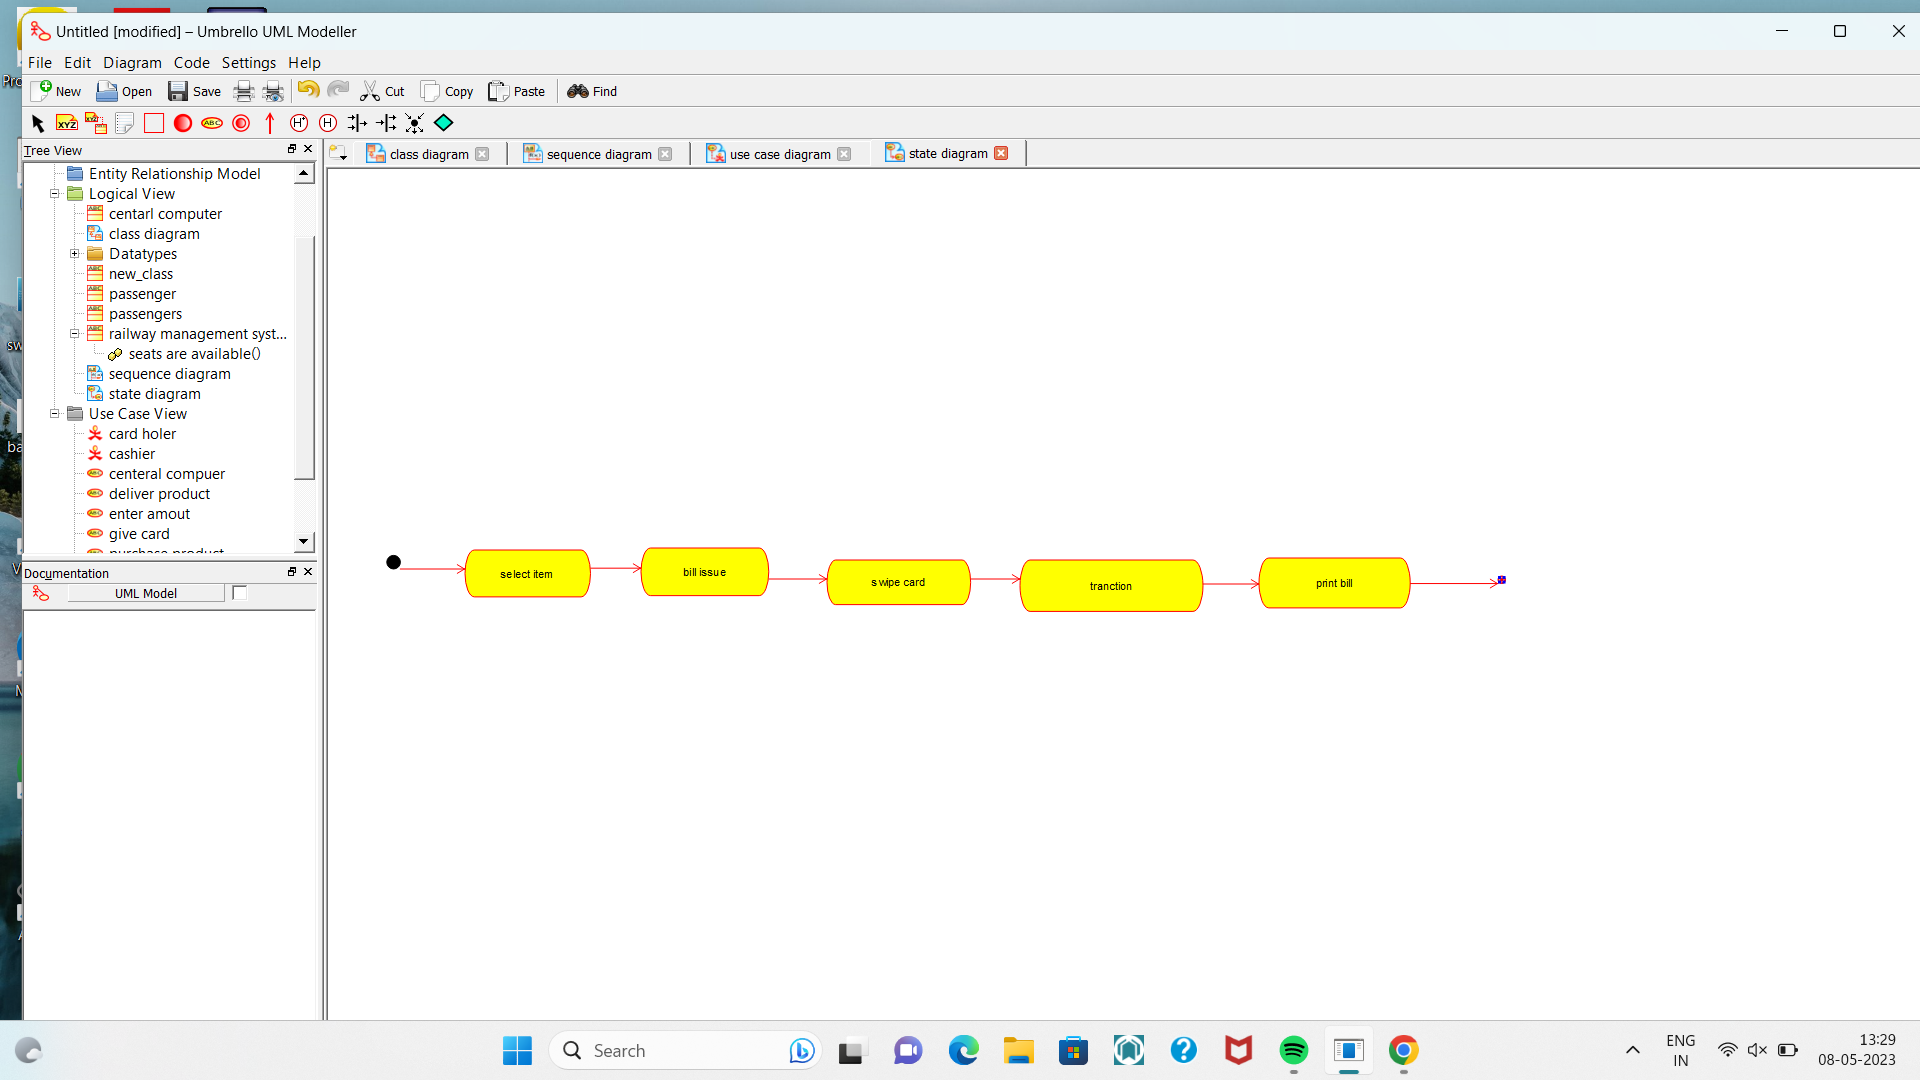 Untitled [modified] – Umbrello UML Modeller
File Edit Diagram Code Settings Help
New Open Save Cut Copy Paste Find
Tree View
class diagram sequence diagram use case diagram state diagram
Entity Relationship Model
Logical View
centarl computer
class diagram
Datatypes
new_class
passenger
passengers
railway management syst...
seats are available()
sequence diagram
state diagram
Use Case View
card holer
cashier
centeral compuer
deliver product
enter amout
give card
purchase product
select item
bill issue
swipe card
tranction
print bill
Documentation
UML Model
Search
ENG
IN
13:29
08-05-2023